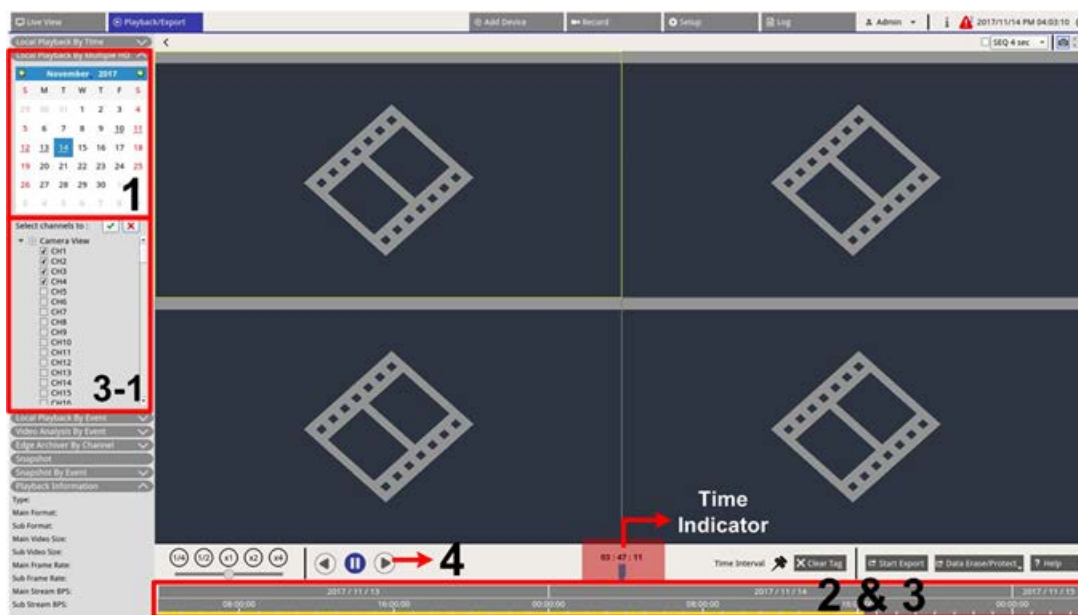 Live View
Playback/Export
Add Device
Record
Setup
Log
Admin
i
2017/11/14 PM 04:03:10
Local Playback By Time
<
SEQ 4 sec
Local Playback By Multiple HD
November 2017
S M T W T F S
29 30 31 1 2 3 4
5 6 7 8 9 10 11
12 13 14 15 16 17 18
19 20 21 22 23 24 25
26 27 28 29 30
3 4 5 6 7 8
1
Select channels to :
Camera View
CH1
CH2
CH3
CH4
CH5
CH6
CH7
CH8
CH9
CH10
CH11
CH12
CH13
CH14
CH15
CH16
3-1
Local Playback By Event
Video Analysis By Event
Edge Archiver By Channel
Snapshot
Snapshot By Event
Playback Information
Type:
Main Format:
Sub Format:
Main Video Size:
Sub Video Size:
Main Frame Rate:
Sub Frame Rate:
Main Stream BPS:
Sub Stream BPS:
Time
Indicator
1/4 1/2 x1 x2 x4
4
03 : 47 : 11
Time Interval
Clear Tag
Start Export
Data Erase/Protect
? Help
2 & 3
2017 / 11 / 13
2017 / 11 / 14
2017 / 11 / 15
08:00:00
16:00:00
00:00:00
08:00:00
00:00:00